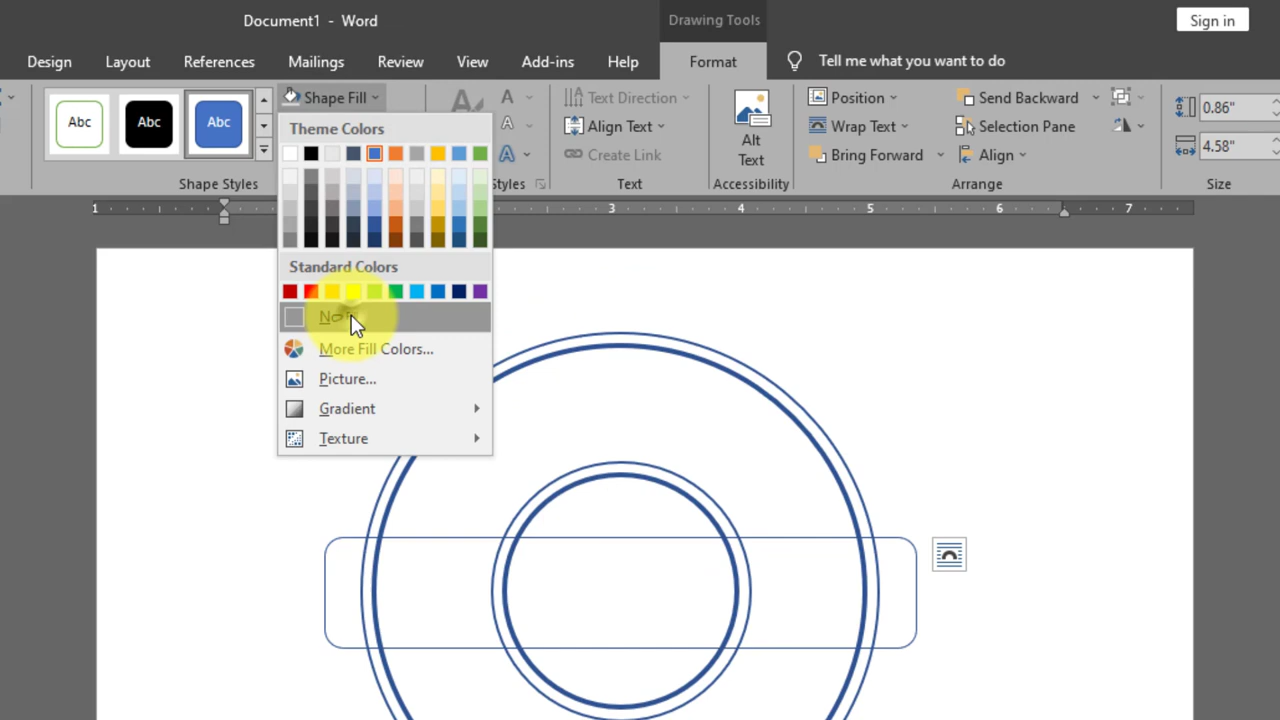 Document1 - Word
Drawing Tools
Sign in
Design
Layout
References
Mailings
Review
View
Add-ins
Help
Format
Tell me what you want to do
Abc
Abc
Abc
Shape Fill
A
A
A
A
Text Direction
Align Text
Create Link
Alt
Text
Position
Wrap Text
Bring Forward
Send Backward
Selection Pane
Align
0.86"
4.58"
Shape Styles
Styles
Text
Accessibility
Arrange
Size
Theme Colors
1
3
4
5
6
7
Standard Colors
More Fill Colors...
Picture...
Gradient
Texture